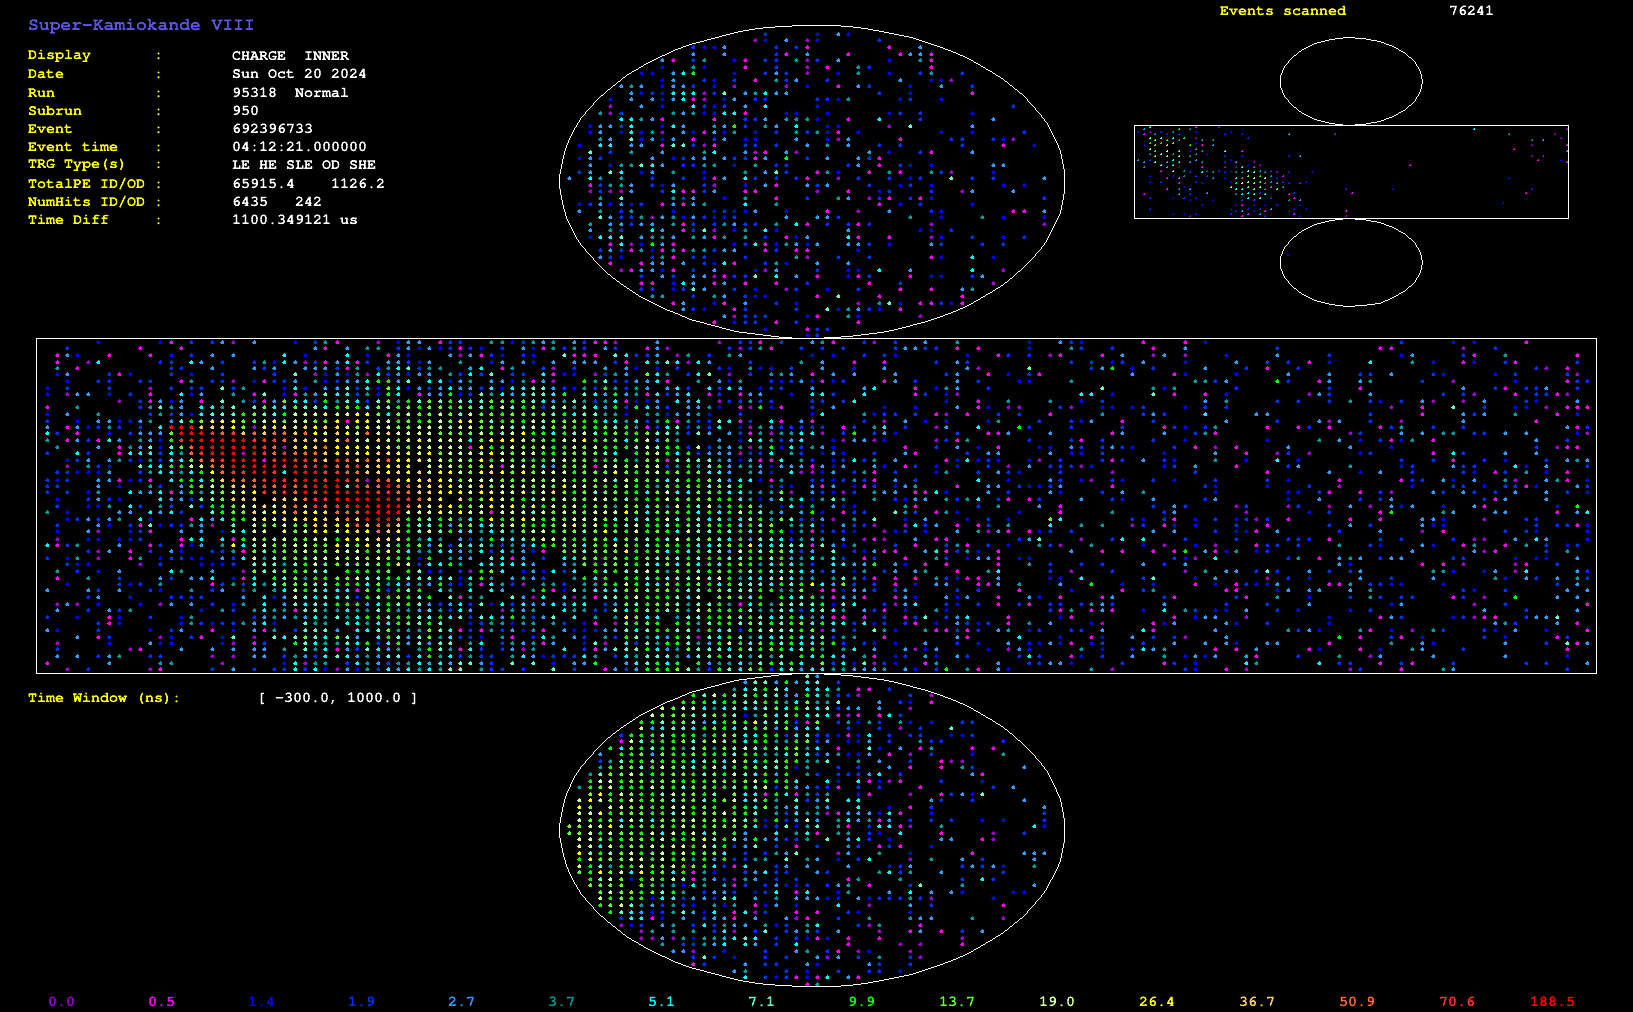 Super-Kamiokande VIII
Events scanned 76241
Display : CHARGE INNER
Date : Sun Oct 20 2024
Run : 95318 Normal
Subrun : 950
Event : 692396733
Event time : 04:12:21.000000
TRG Type(s) : LE HE SLE OD SHE
TotalPE ID/OD : 65915.4 1126.2
NumHits ID/OD : 6435 242
Time Diff : 1100.349121 us
Time Window (ns): [ −300.0, 1000.0 ]
0.0 0.5 1.4 1.9 2.7 3.7 5.1 7.1 9.9 13.7 19.0 26.4 36.7 50.9 70.6 188.5